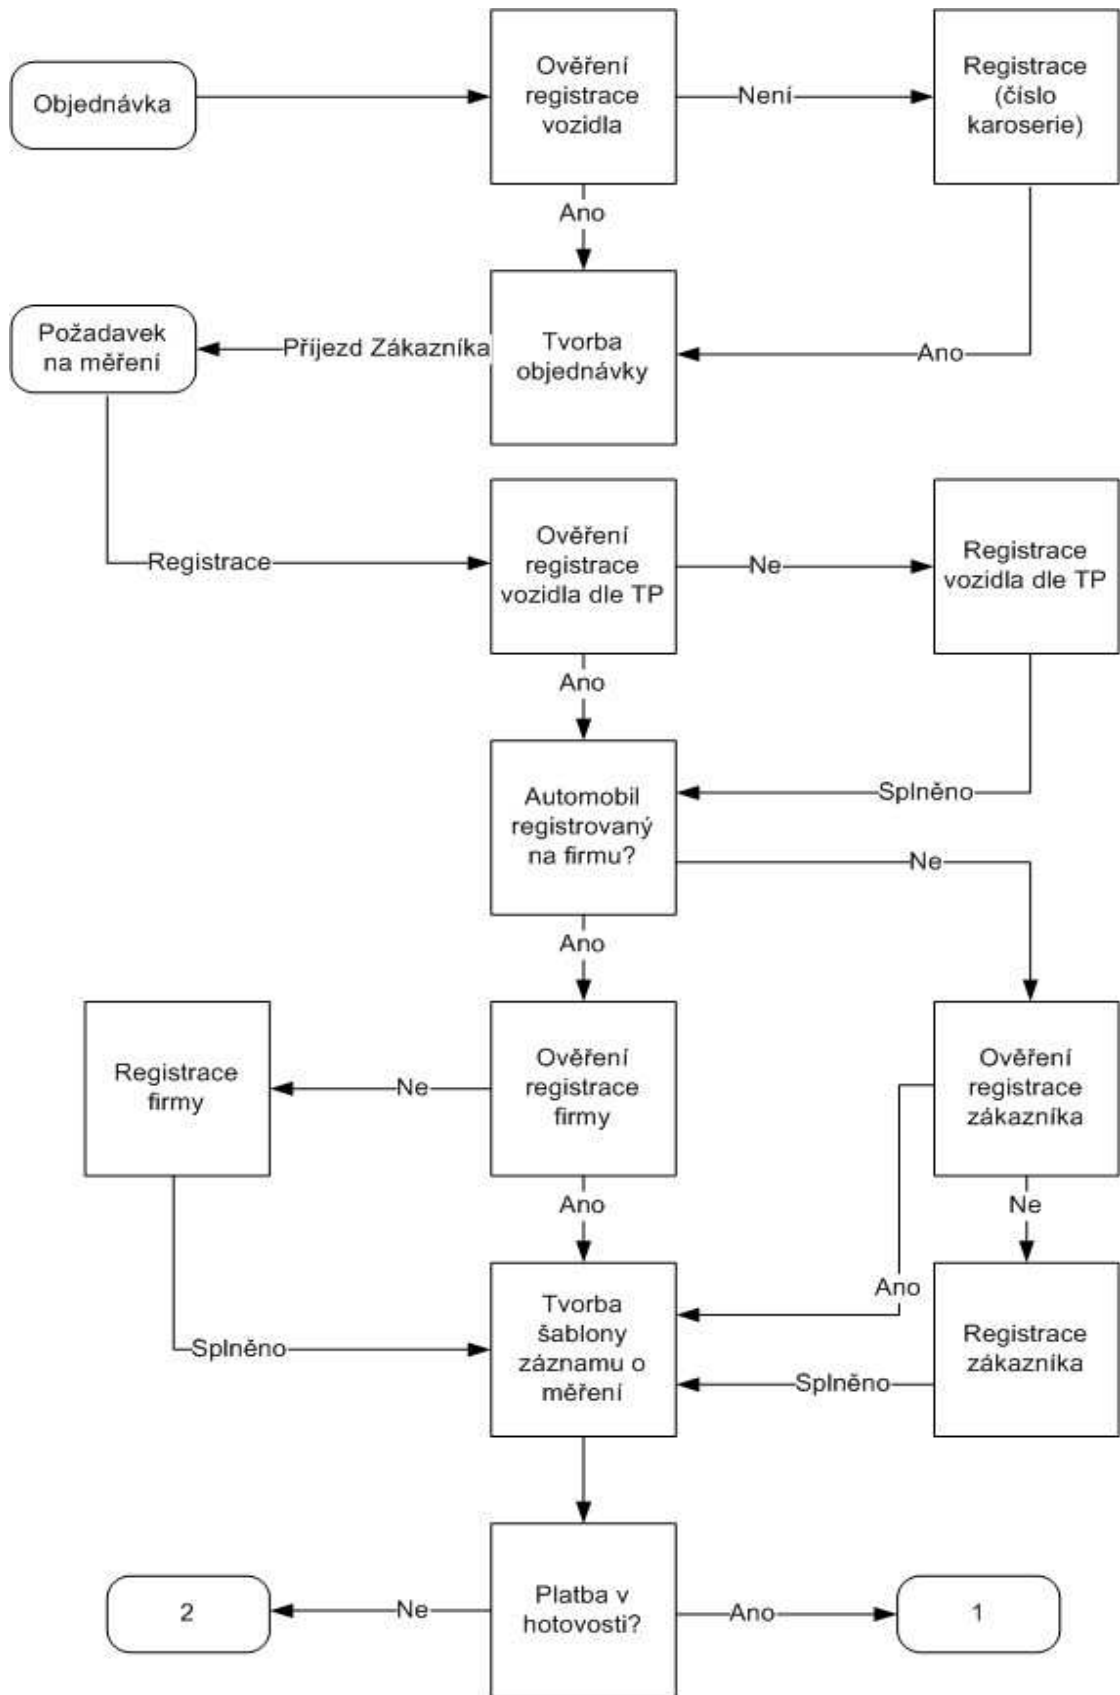 Objednávka
Ověření
registrace
vozidla
Není
Registrace
(číslo
karoserie)
Ano
Požadavek
na měření
Příjezd Zákazníka
Tvorba
objednávky
Ano
Registrace
Ověření
registrace
vozidla dle TP
Ne
Registrace
vozidla dle TP
Ano
Automobil
registrovaný
na firmu?
Splněno
Ne
Ano
Registrace
firmy
Ne
Ověření
registrace
firmy
Ověření
registrace
zákazníka
Ano
Ne
Splněno
Tvorba
šablony
záznamu o
měření
Ano
Splněno
Registrace
zákazníka
2
Ne
Platba v
hotovosti?
Ano
1